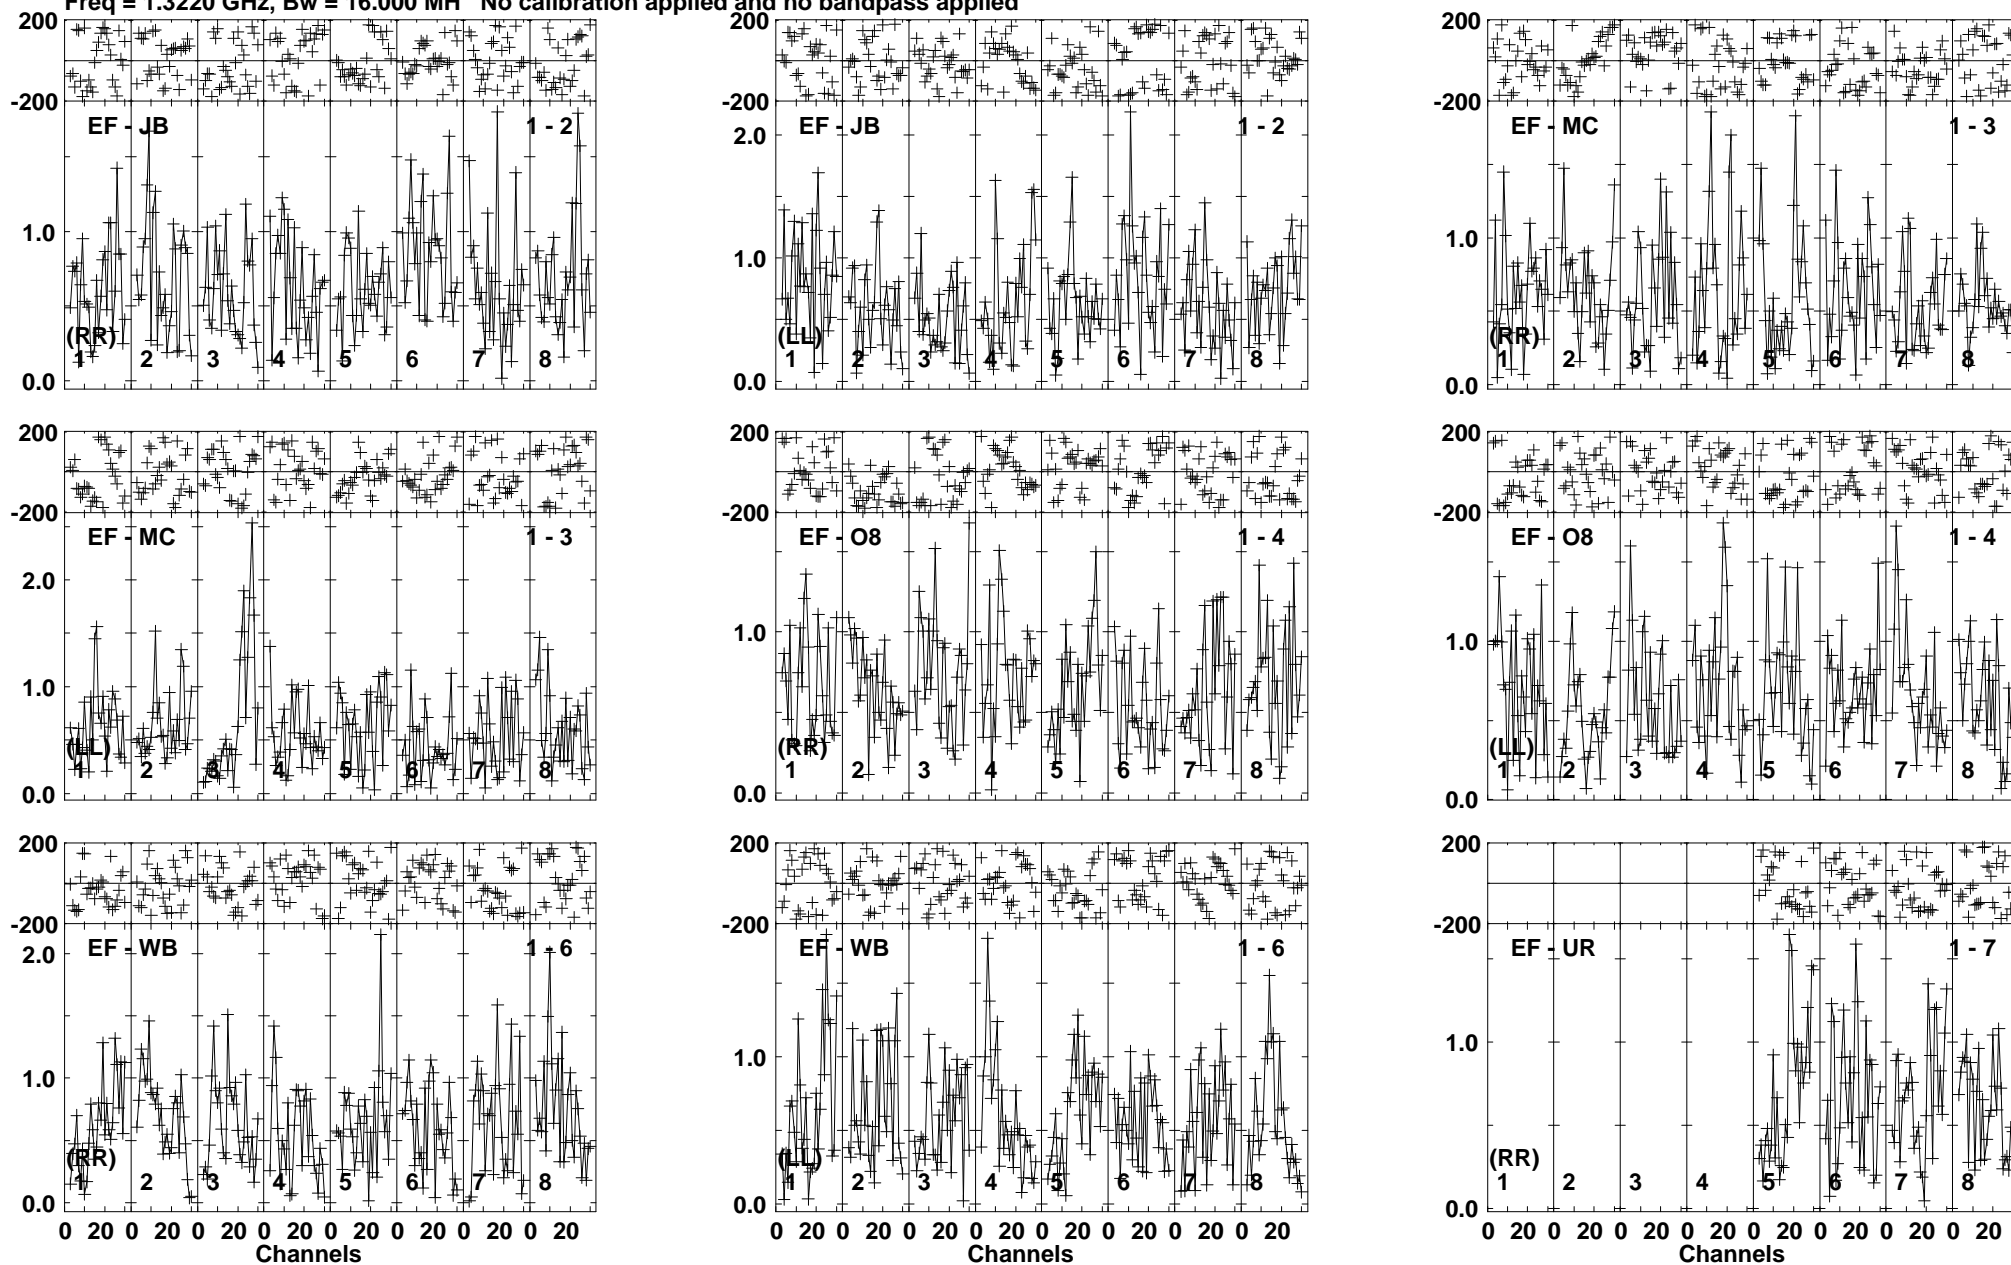 Freq = 1.3220 GHz, Bw = 16.000 MH No calibration applied and no bandpass applied
200
-200
EF - JB
1 - 2
1.0
(RR)
1 2 3 4 5 6 7 8
0.0
200
-200
EF - JB
1 - 2
2.0
1.0
(LL)
1 2 3 4 5 6 7 8
0.0
200
-200
EF - MC
1 - 3
1.0
(RR)
1 2 3 4 5 6 7 8
0.0
200
-200
EF - MC
1 - 3
2.0
1.0
(LL)
1 2 3 4 5 6 7 8
0.0
200
-200
EF - O8
1 - 4
1.0
(RR)
1 2 3 4 5 6 7 8
0.0
200
-200
EF - O8
1 - 4
1.0
(LL)
1 2 3 4 5 6 7 8
0.0
200
-200
EF - WB
1 - 6
2.0
1.0
(RR)
1 2 3 4 5 6 7 8
0.0
0 20 0 20 0 20 0 20 0 20 0 20 0 20 0 20
Channels
200
-200
EF - WB
1 - 6
1.0
(LL)
1 2 3 4 5 6 7 8
0.0
0 20 0 20 0 20 0 20 0 20 0 20 0 20 0 20
Channels
200
-200
EF - UR
1 - 7
1.0
(RR)
1 2 3 4 5 6 7 8
0.0
0 20 0 20 0 20 0 20 0 20 0 20 0 20 0 20
Channels